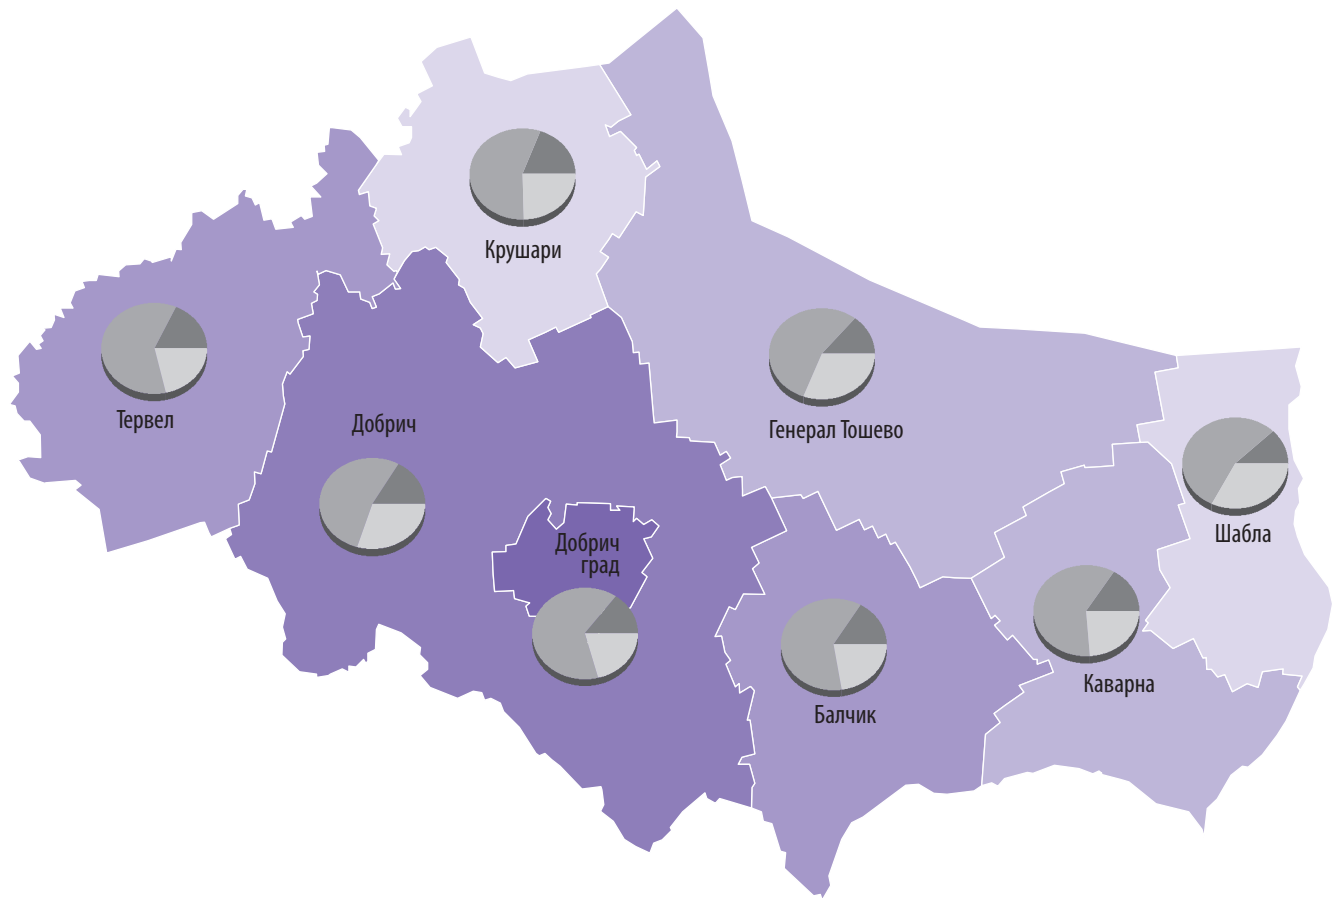 Крушари
Тервел
Добрич
Генерал Тошево
Шабла
Добрич
град
Каварна
Балчик